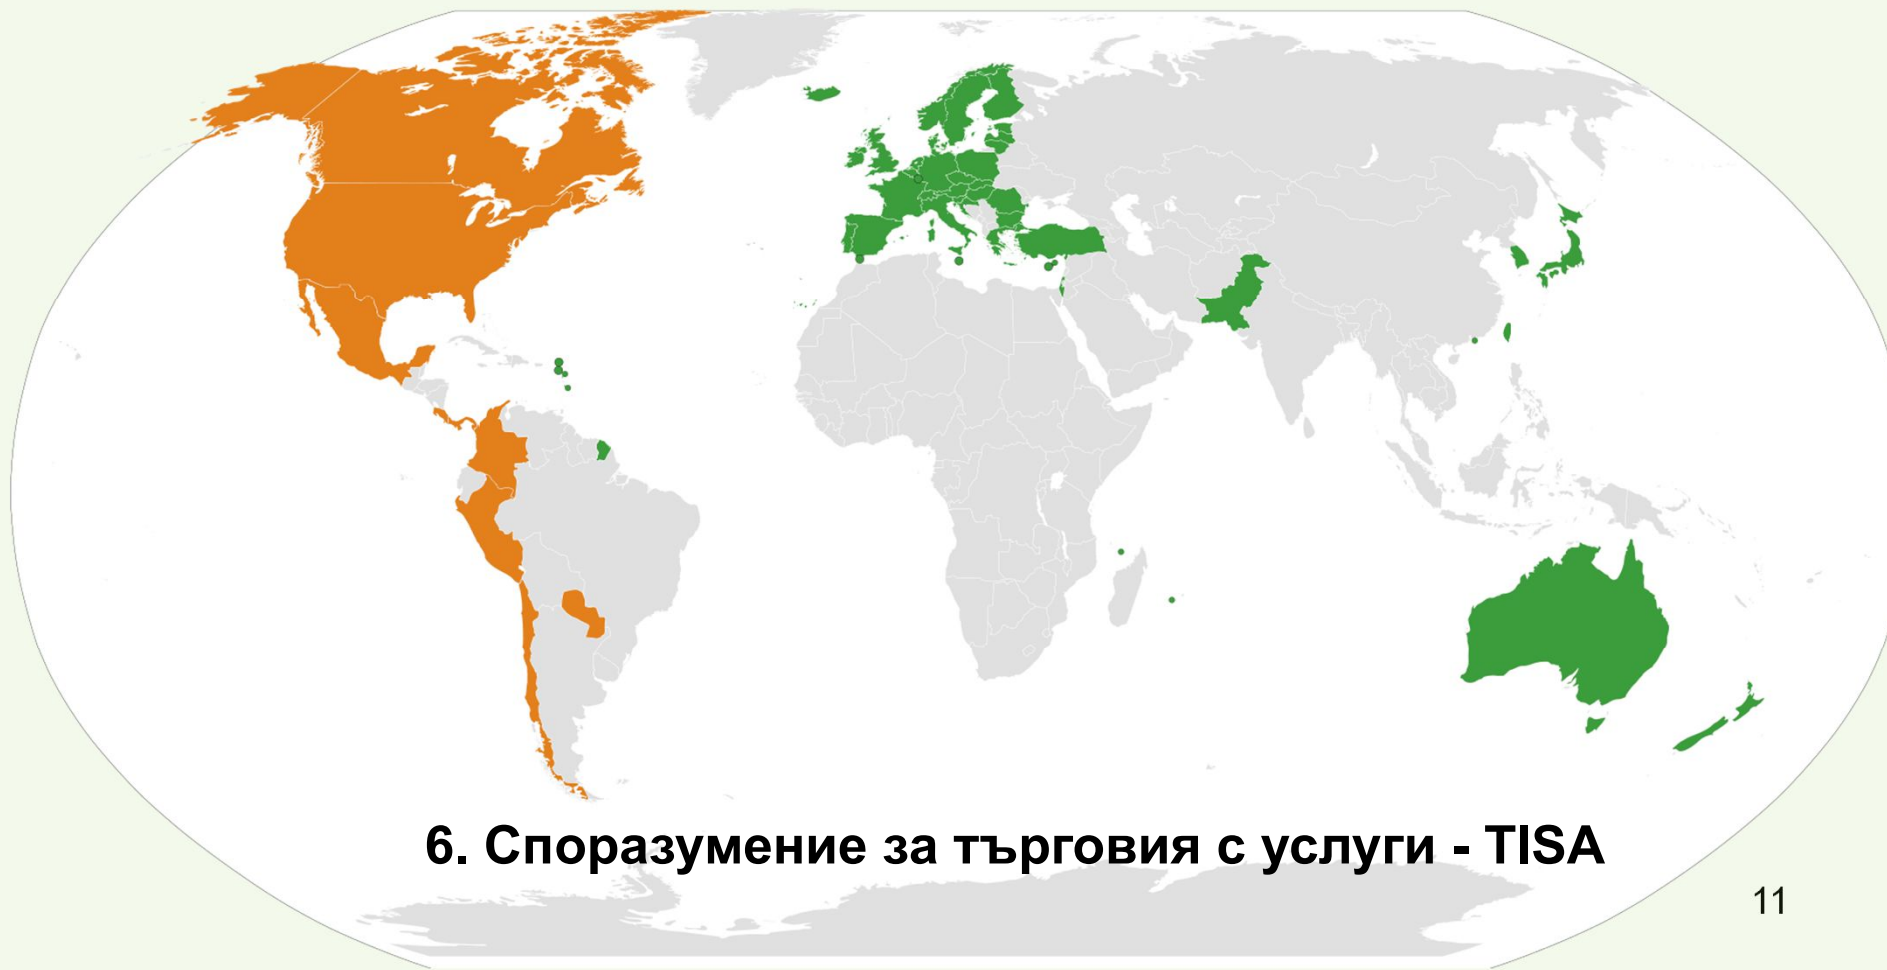 6. Споразумение за търговия с услуги - TISA
11